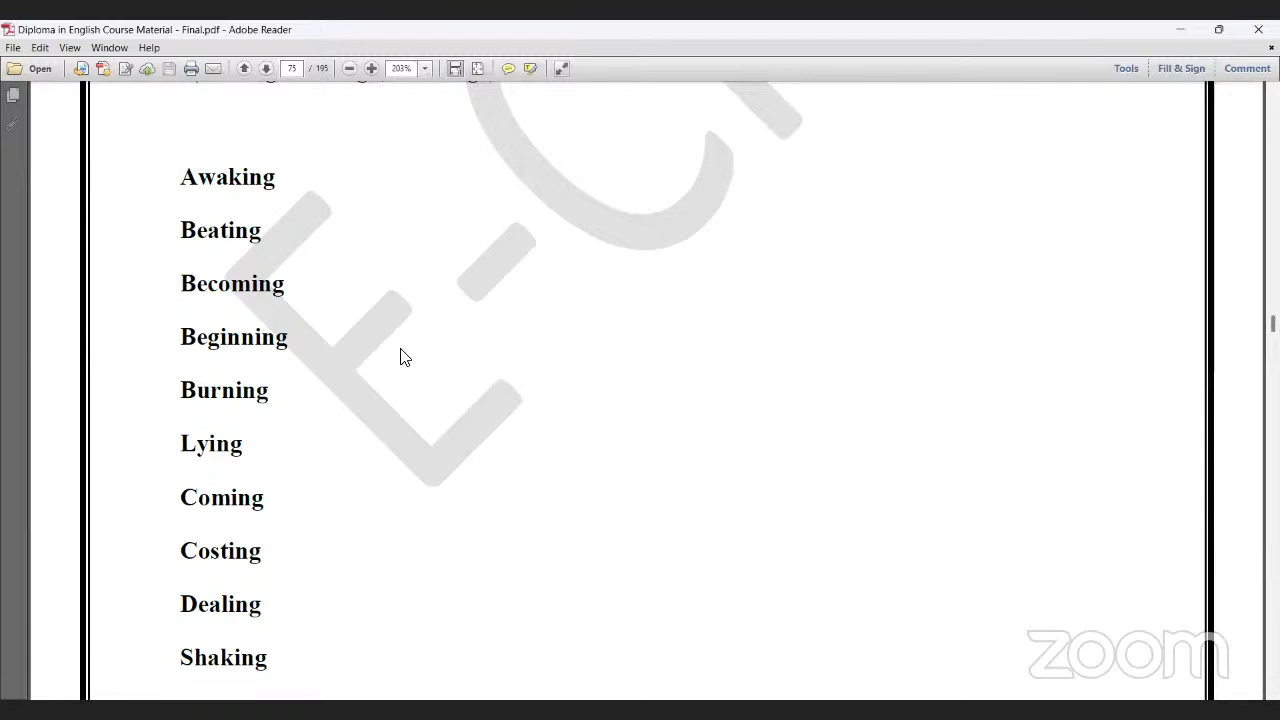 Diploma in English Course Material - Final.pdf - Adobe Reader
File Edit View Window Help
Open 75 / 195 203% Tools Fill & Sign Comment
Awaking
Beating
Becoming
Beginning
Burning
Lying
Coming
Costing
Dealing
Shaking
zoom